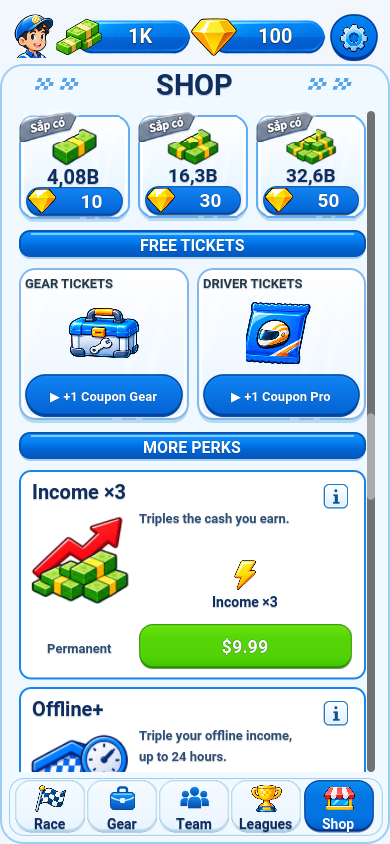 1K
100
SHOP
Sắp có
Sắp có
Sắp có
4,08B
16,3B
32,6B
10
30
50
FREE TICKETS
GEAR TICKETS
DRIVER TICKETS
▶ +1 Coupon Gear
▶ +1 Coupon Pro
MORE PERKS
Income ×3
i
Triples the cash you earn.
Income ×3
Permanent
$9.99
Offline+
i
Triple your offline income,
up to 24 hours.
Race
Gear
Team
Leagues
Shop